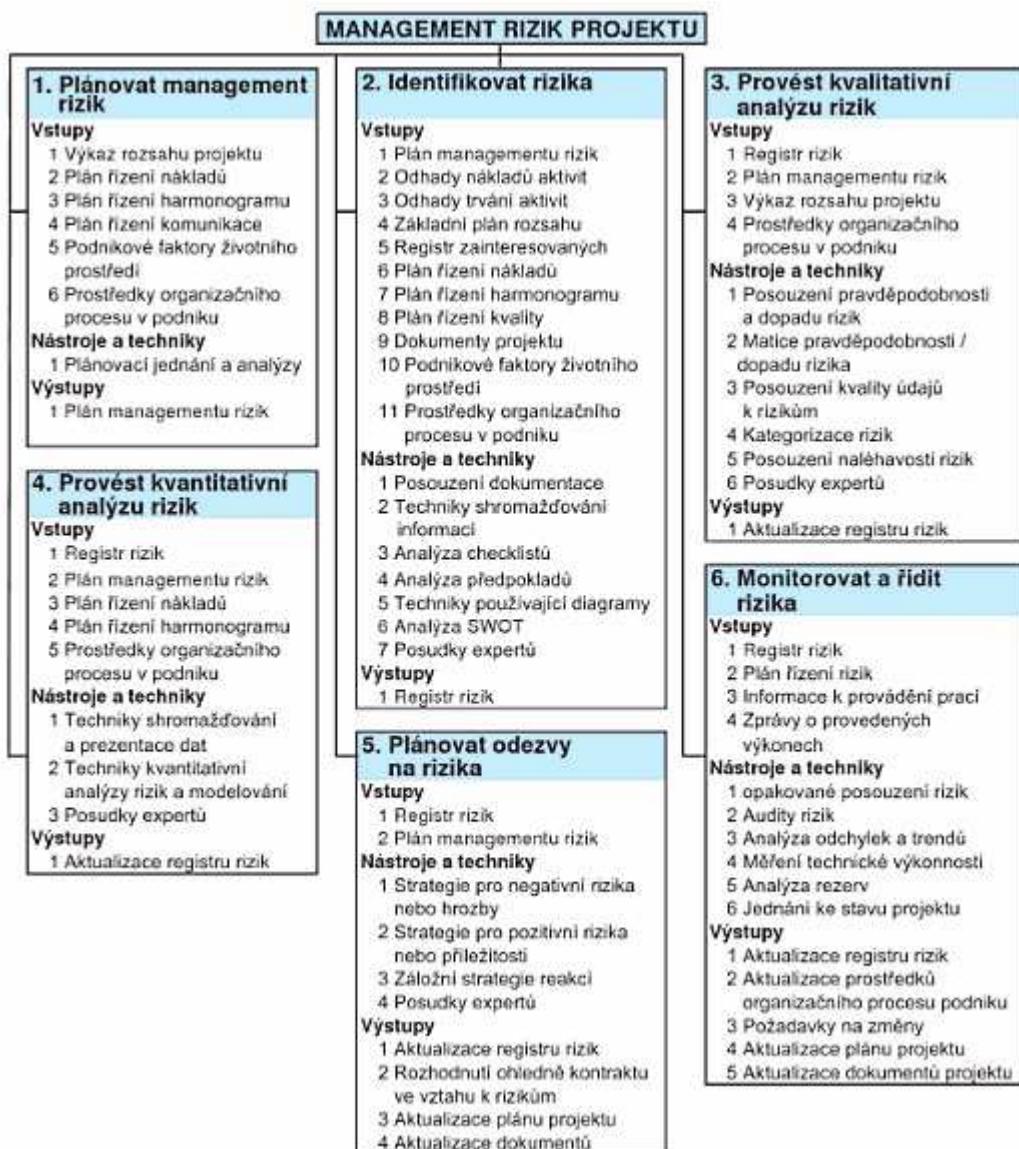 MANAGEMENT RIZIK PROJEKTU
1. Plánovat management
rizik
Vstupy
1 Výkaz rozsahu projektu
2 Plán řízení nákladů
3 Plán řízení harmonogramu
4 Plán řízení komunikace
5 Podnikové faktory životního
prostředí
6 Prostředky organizačního
procesu v podniku
Nástroje a techniky
1 Plánovací jednání a analýzy
Výstupy
1 Plán managementu rizik
2. Identifikovat rizika
Vstupy
1 Plán managementu rizik
2 Odhady nákladů aktivit
3 Odhady trvání aktivit
4 Základní plán rozsahu
5 Registr zainteresovaných
6 Plán řízení nákladů
7 Plán řízení harmonogramu
8 Plán řízení kvality
9 Dokumenty projektu
10 Podnikové faktory životního
prostředí
11 Prostředky organizačního
procesu v podniku
Nástroje a techniky
1 Posouzení dokumentace
2 Techniky shromažďování
informací
3 Analýza checklistů
4 Analýza předpokladů
5 Techniky používající diagramy
6 Analýza SWOT
7 Posudky expertů
Výstupy
1 Registr rizik
3. Provést kvalitativní
analýzu rizik
Vstupy
1 Registr rizik
2 Plán managementu rizik
3 Výkaz rozsahu projektu
4 Prostředky organizačního
procesu v podniku
Nástroje a techniky
1 Posouzení pravděpodobnosti
a dopadu rizik
2 Matice pravděpodobnosti /
dopadu rizika
3 Posouzení kvality údajů
k rizikům
4 Kategorizace rizik
5 Posouzení naléhavosti rizik
6 Posudky expertů
Výstupy
1 Aktualizace registru rizik
4. Provést kvantitativní
analýzu rizik
Vstupy
1 Registr rizik
2 Plán managementu rizik
3 Plán řízení nákladů
4 Plán řízení harmonogramu
5 Prostředky organizačního
procesu v podniku
Nástroje a techniky
1 Techniky shromažďování
a prezentace dat
2 Techniky kvantitativní
analýzy rizik a modelování
3 Posudky expertů
Výstupy
1 Aktualizace registru rizik
5. Plánovat odezvy
na rizika
Vstupy
1 Registr rizik
2 Plán managementu rizik
Nástroje a techniky
1 Strategie pro negativní rizika
nebo hrozby
2 Strategie pro pozitivní rizika
nebo příležitosti
3 Záložní strategie reakcí
4 Posudky expertů
Výstupy
1 Aktualizace registru rizik
2 Rozhodnutí ohledně kontraktu
ve vztahu k rizikům
3 Aktualizace plánu projektu
4 Aktualizace dokumentů
6. Monitorovat a řídit
rizika
Vstupy
1 Registr rizik
2 Plán řízení rizik
3 Informace k provádění prací
4 Zprávy o provedených
výkonech
Nástroje a techniky
1 opakované posouzení rizik
2 Audity rizik
3 Analýza odchylek a trendů
4 Měření technické výkonnosti
5 Analýza rezerv
6 Jednání ke stavu projektu
Výstupy
1 Aktualizace registru rizik
2 Aktualizace prostředků
organizačního procesu podniku
3 Požadavky na změny
4 Aktualizace plánu projektu
5 Aktualizace dokumentů projektu